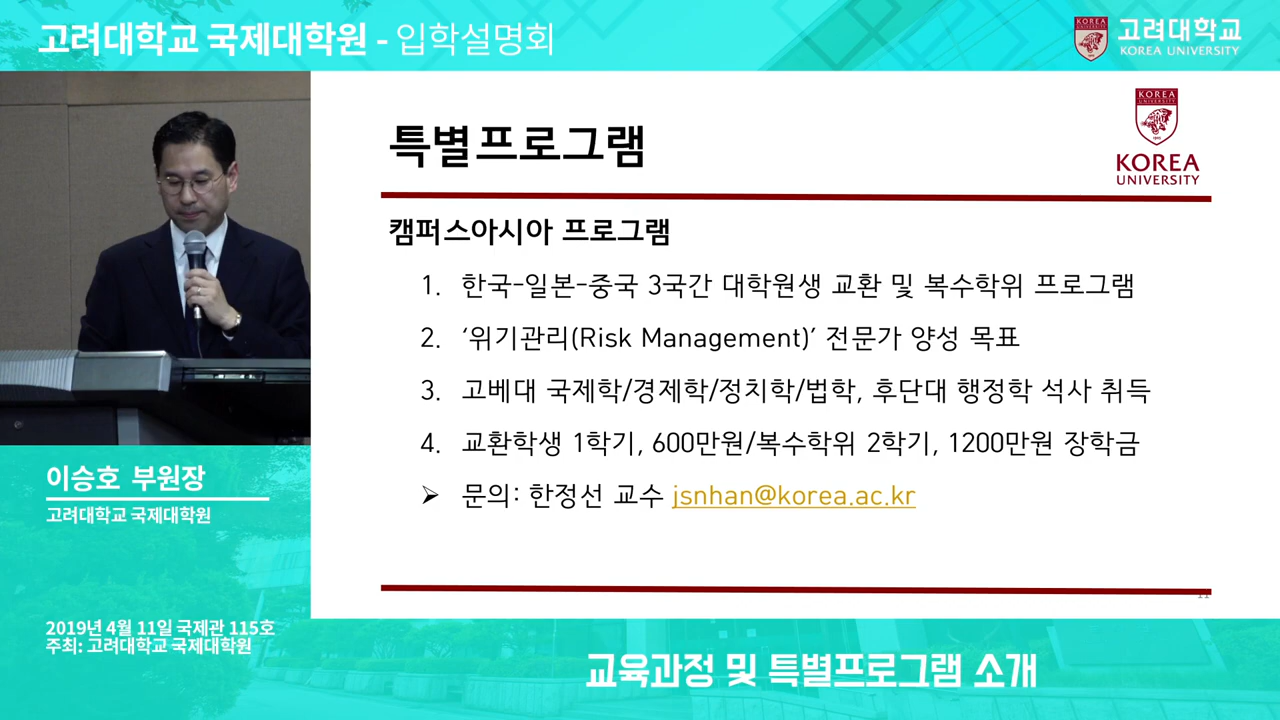 고려대학교 국제대학원 - 입학설명회
KOREA UNIVERSITY
고려대학교
KOREA UNIVERSITY
특별프로그램
KOREA UNIVERSITY
KOREA
UNIVERSITY
캠퍼스아시아 프로그램
1. 한국-일본-중국 3국간 대학원생 교환 및 복수학위 프로그램
2. ‘위기관리(Risk Management)’ 전문가 양성 목표
3. 고베대 국제학/경제학/정치학/법학, 후단대 행정학 석사 취득
4. 교환학생 1학기, 600만원/복수학위 2학기, 1200만원 장학금
➢ 문의: 한정선 교수 jsnhan@korea.ac.kr
11
이승호 부원장
고려대학교 국제대학원
2019년 4월 11일 국제관 115호
주최: 고려대학교 국제대학원
교육과정 및 특별프로그램 소개